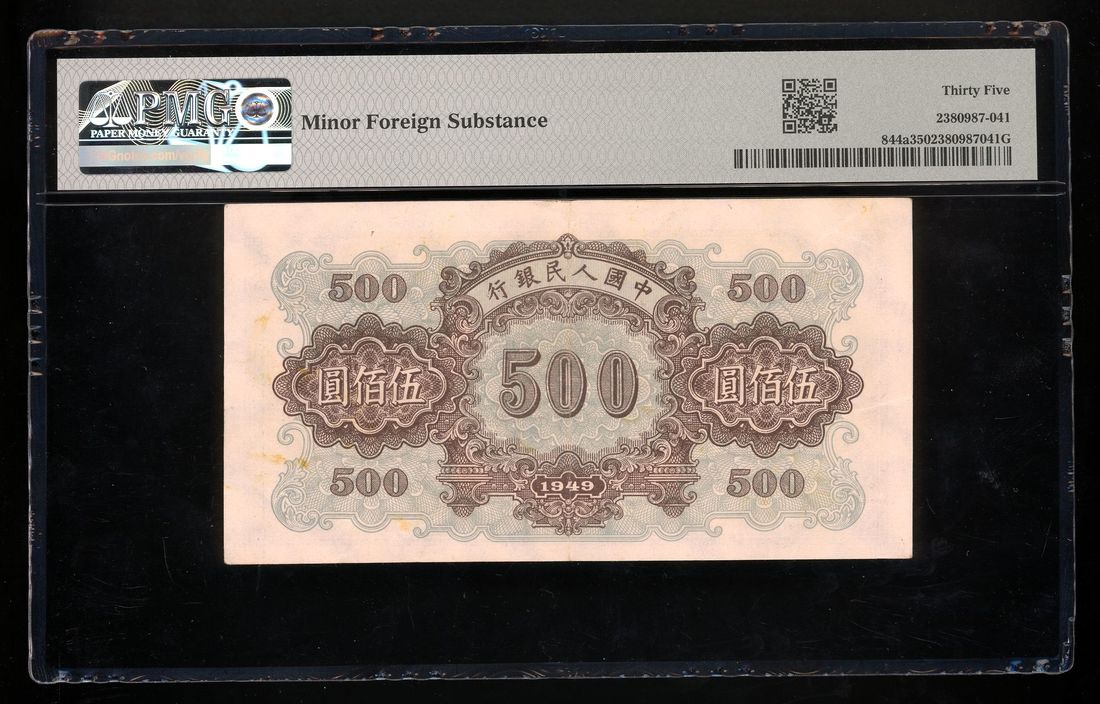 PMG
PAPER MONEY GUARANTY
Minor Foreign Substance
Thirty Five
2380987-041
844a3502380987041G
行銀民人國中
500
500
圓佰伍
500
圓佰伍
500
500
1949